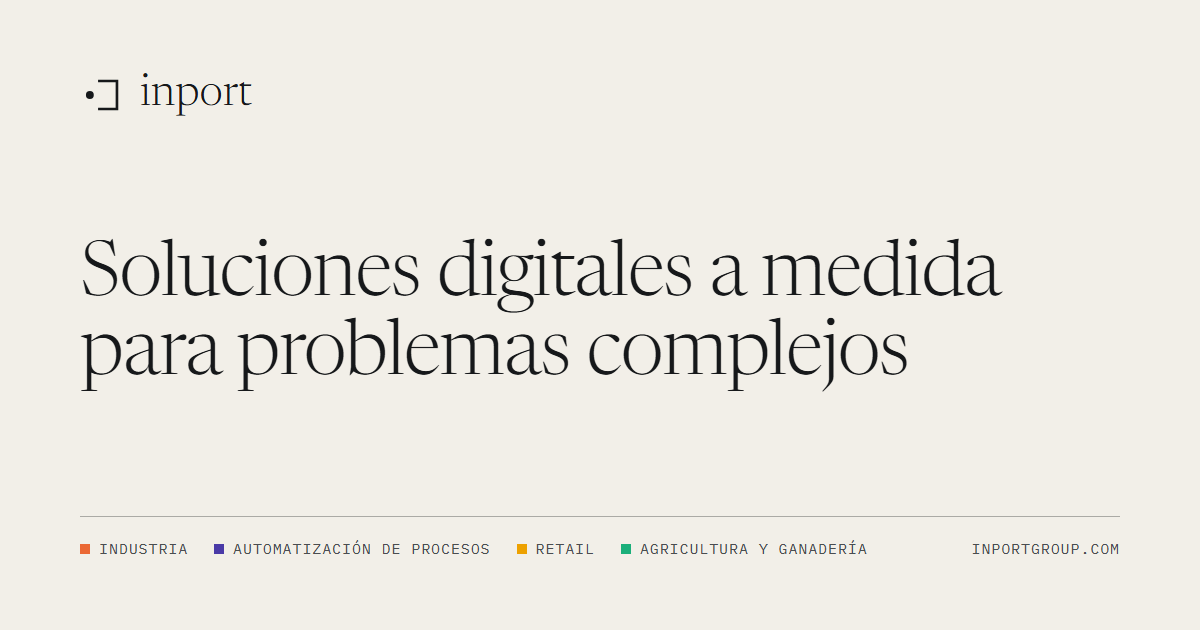 inport
Soluciones digitales a medida
para problemas complejos
INDUSTRIA AUTOMATIZACIÓN DE PROCESOS RETAIL AGRICULTURA Y GANADERÍA INPORTGROUP.COM